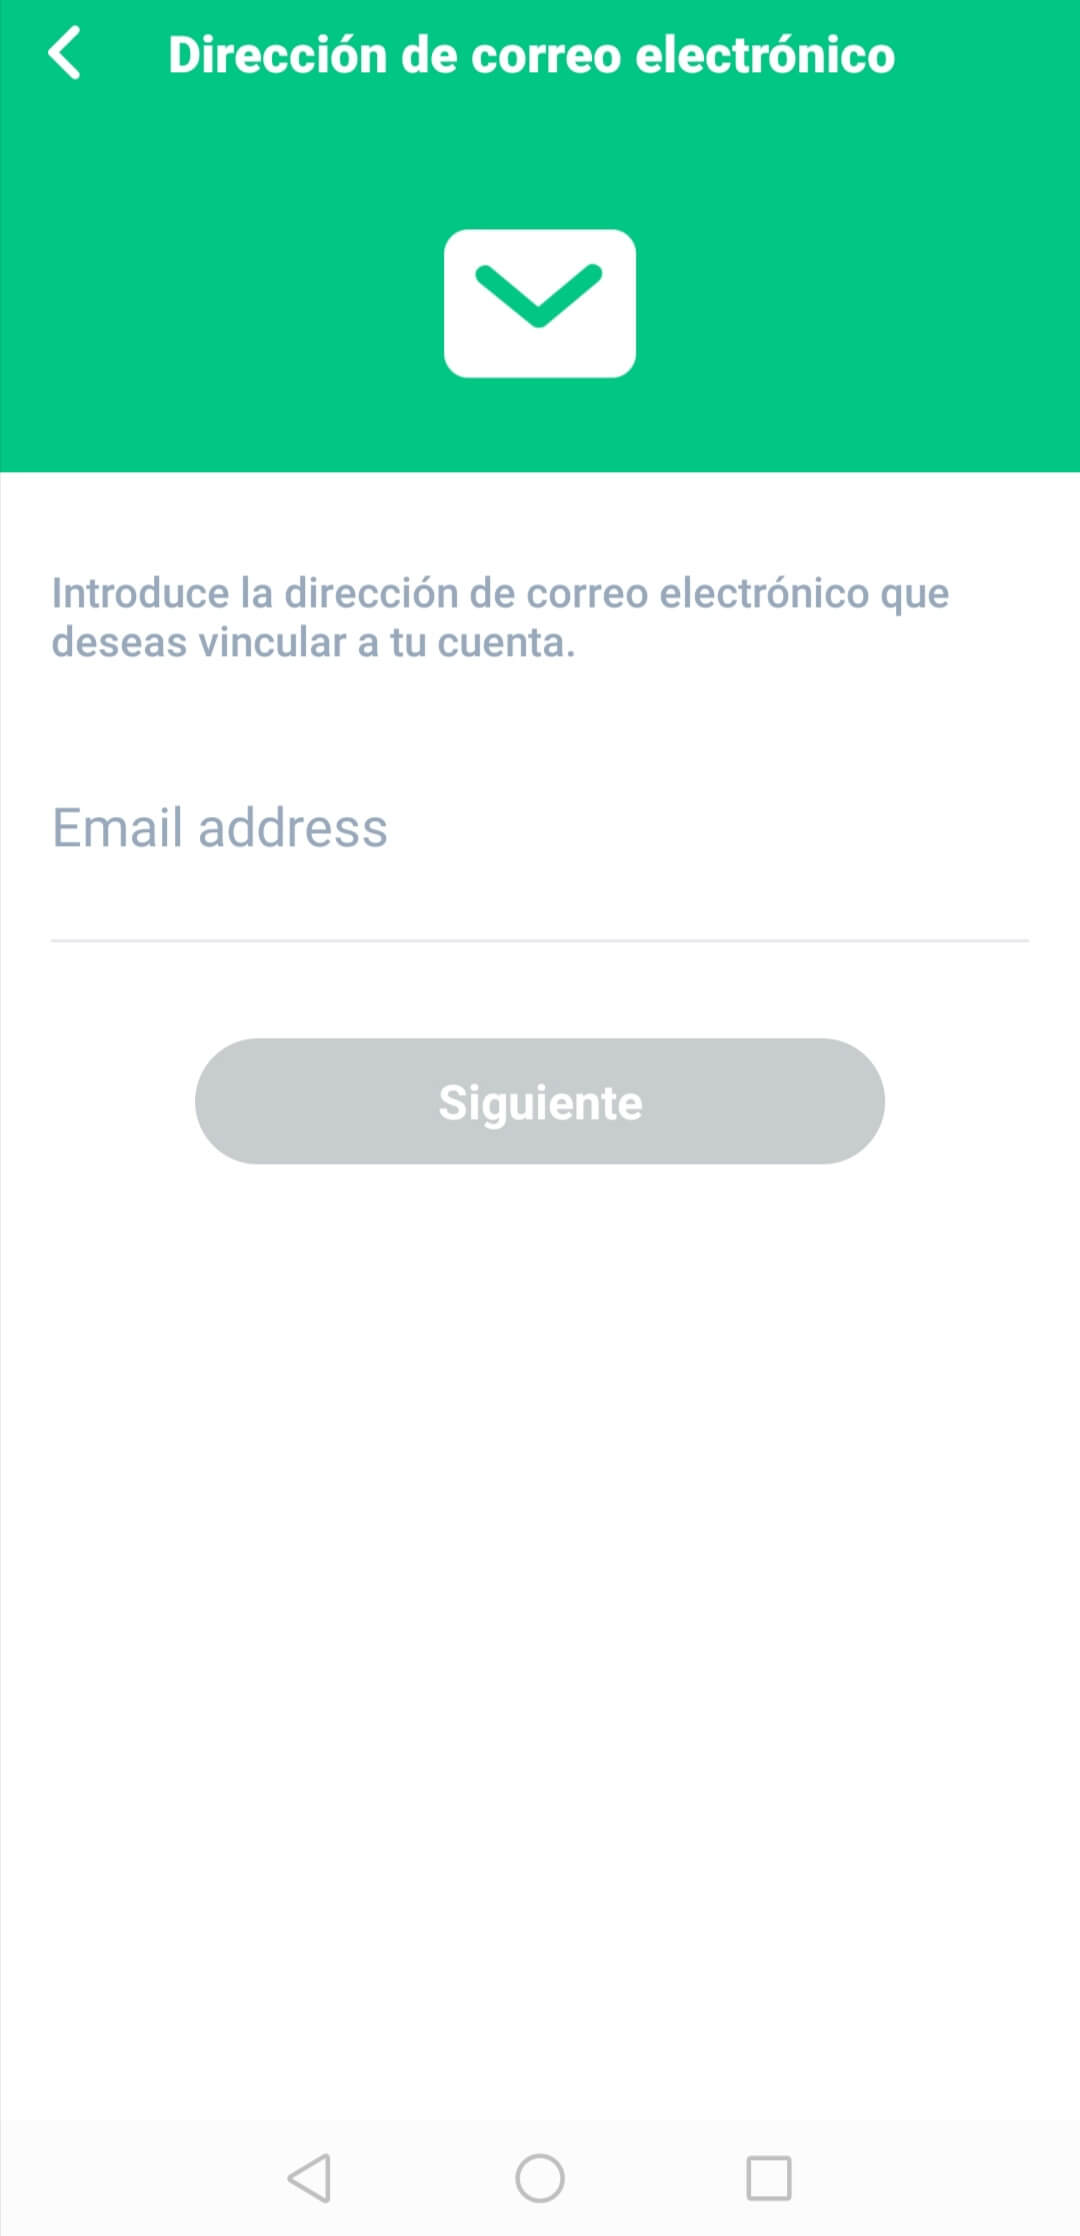 Dirección de correo electrónico
Introduce la dirección de correo electrónico que
deseas vincular a tu cuenta.
Email address
Siguiente